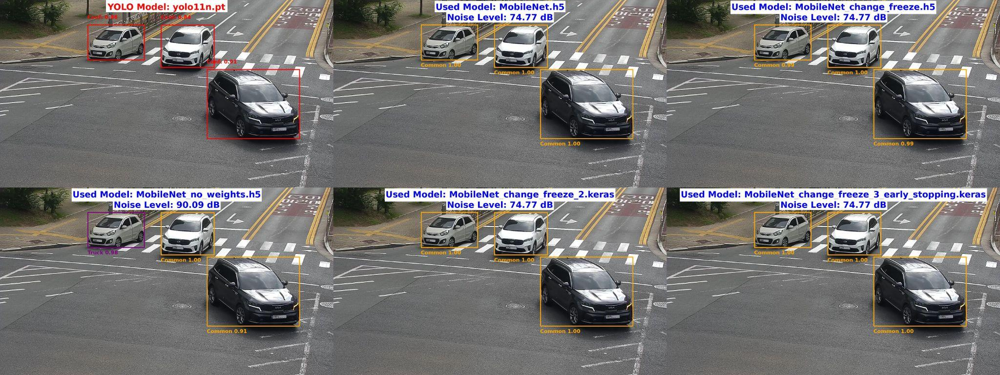 YOLO Model: yolo11n.pt
Conf: 0.86
Conf: 0.84
Conf: 0.91
Used Model: MobileNet.h5
Noise Level: 74.77 dB
Common 1.00
Common 1.00
Common 1.00
Used Model: MobileNet_change_freeze.h5
Noise Level: 74.77 dB
Common 0.99
Common 1.00
Common 0.99
Used Model: MobileNet_no_weights.h5
Noise Level: 90.09 dB
Truck 0.98
Common 1.00
Common 0.91
Used Model: MobileNet_change_freeze_2.keras
Noise Level: 74.77 dB
Common 1.00
Common 1.00
Common 1.00
Used Model: MobileNet_change_freeze_3_early_stopping.keras
Noise Level: 74.77 dB
Common 1.00
Common 1.00
Common 1.00